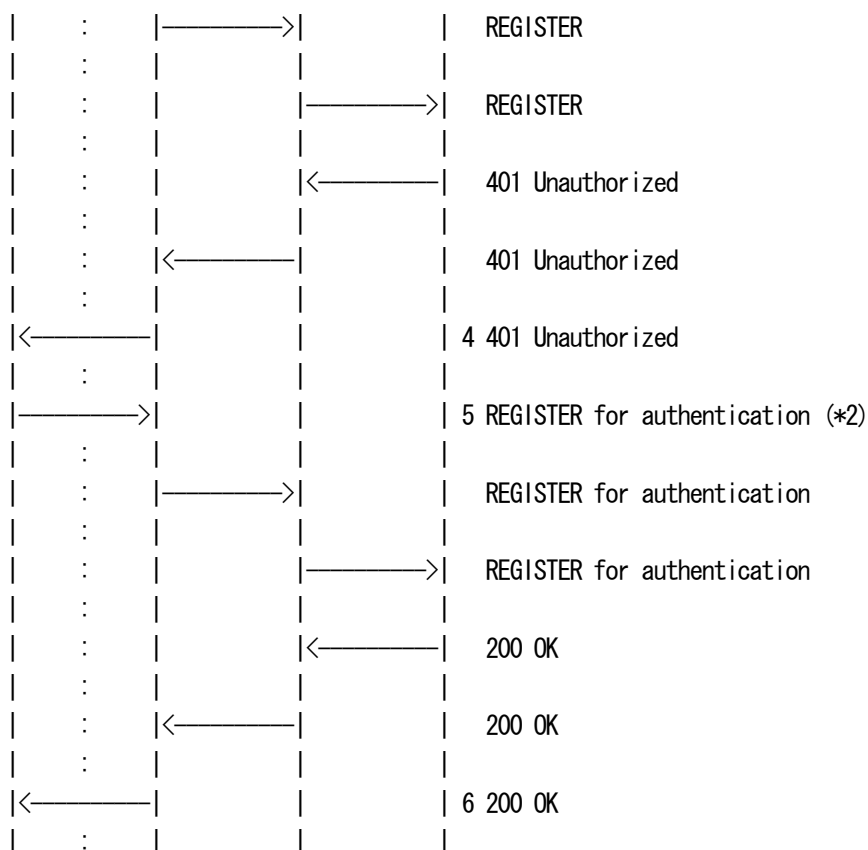 REGISTER
REGISTER
401 Unauthorized
401 Unauthorized
4 401 Unauthorized
5 REGISTER for authentication (*2)
REGISTER for authentication
REGISTER for authentication
200 OK
200 OK
6 200 OK